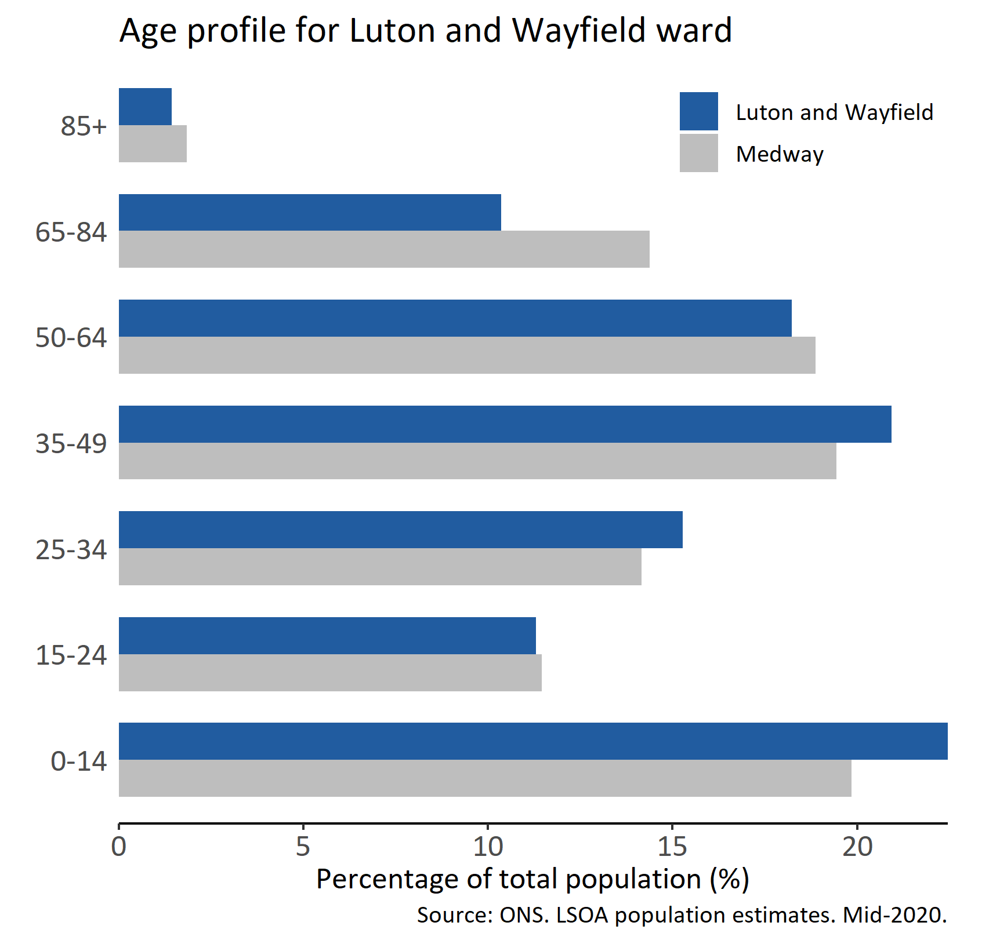 Age profile for Luton and Wayfield ward
Luton and Wayfield
Medway
85+
65-84
50-64
35-49
25-34
15-24
0-14
0 5 10 15 20
Percentage of total population (%)
Source: ONS. LSOA population estimates. Mid-2020.